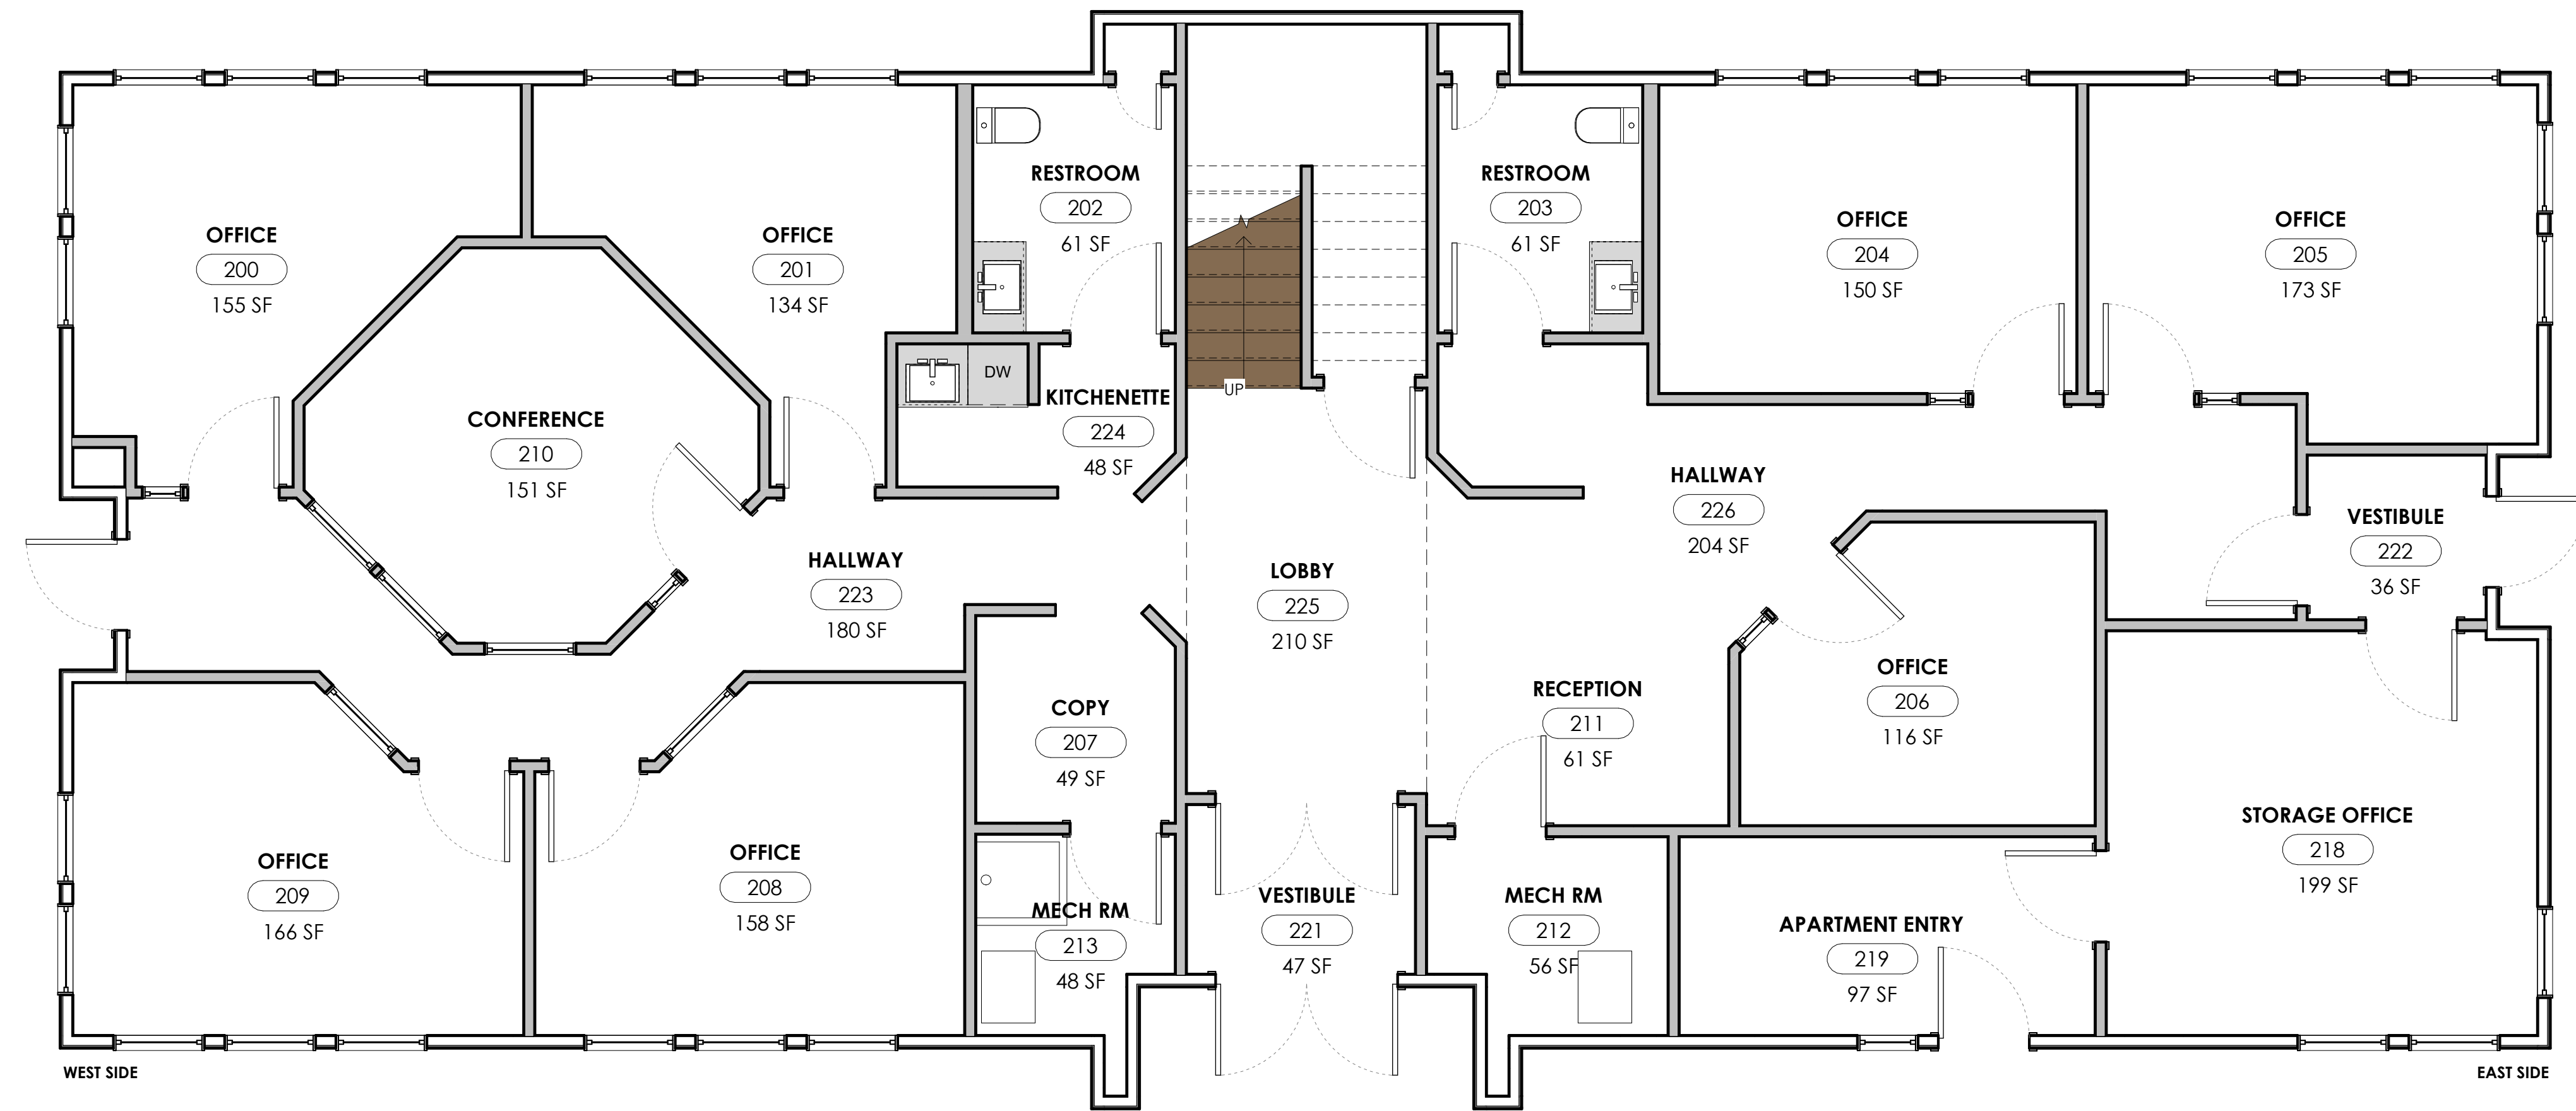 RESTROOM
202
61 SF
RESTROOM
203
61 SF
OFFICE
200
155 SF
OFFICE
201
134 SF
OFFICE
204
150 SF
OFFICE
205
173 SF
DW
UP
KITCHENETTE
224
48 SF
CONFERENCE
210
151 SF
HALLWAY
226
204 SF
VESTIBULE
222
36 SF
HALLWAY
223
180 SF
LOBBY
225
210 SF
OFFICE
206
116 SF
RECEPTION
211
61 SF
COPY
207
49 SF
STORAGE OFFICE
218
199 SF
OFFICE
209
166 SF
OFFICE
208
158 SF
MECH RM
213
48 SF
VESTIBULE
221
47 SF
MECH RM
212
56 SF
APARTMENT ENTRY
219
97 SF
WEST SIDE
EAST SIDE